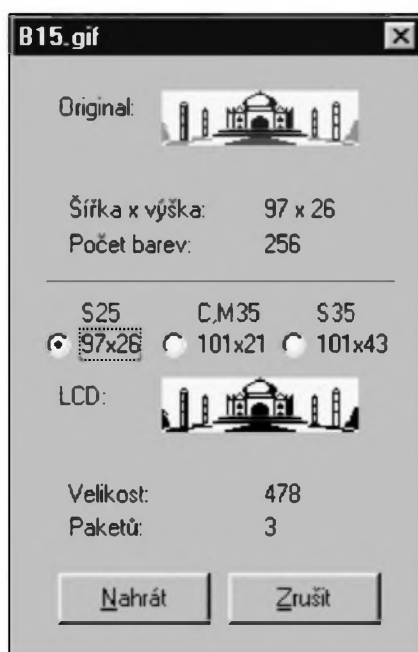 B15.gif
Original:
Šířka x výška: 97 x 26
Počet barev: 256
S25 C,M35 S35
97x26 101x21 101x43
LCD:
Velikost: 478
Paketů: 3
Nahrát Zrušit